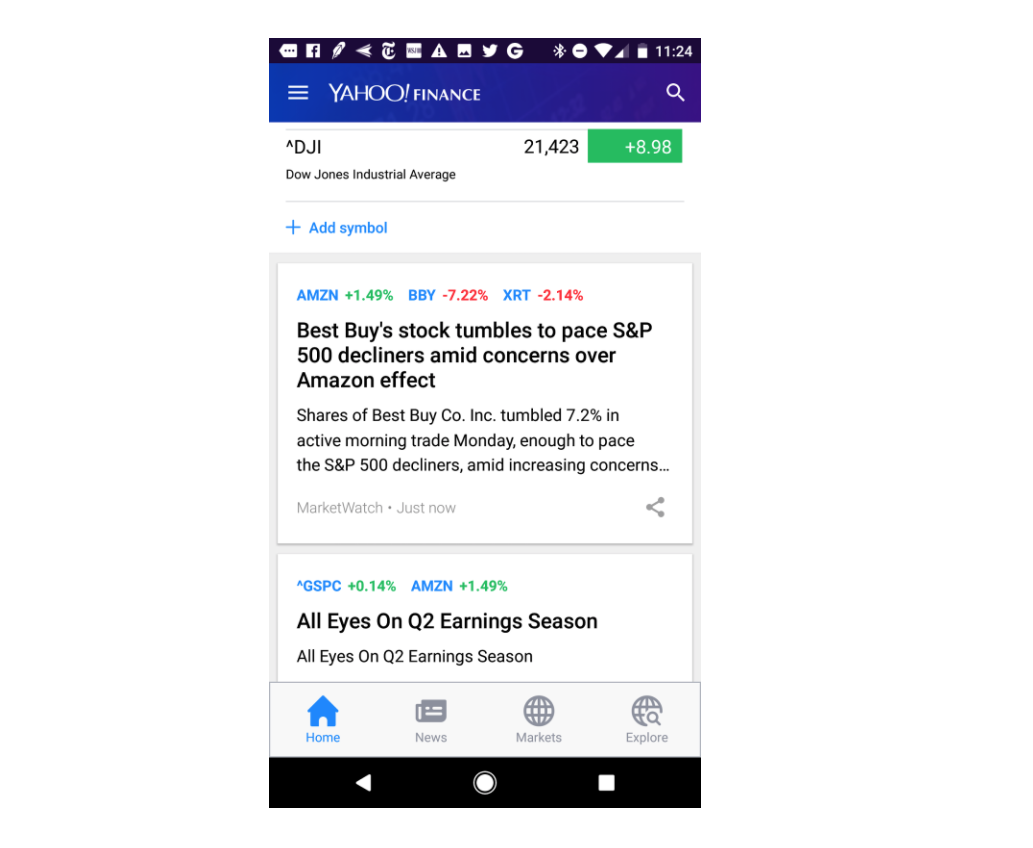 11:24
YAHOO! FINANCE
^DJI 21,423 +8.98
Dow Jones Industrial Average
+ Add symbol
AMZN +1.49% BBY -7.22% XRT -2.14%
Best Buy's stock tumbles to pace S&P
500 decliners amid concerns over
Amazon effect
Shares of Best Buy Co. Inc. tumbled 7.2% in
active morning trade Monday, enough to pace
the S&P 500 decliners, amid increasing concerns...
MarketWatch • Just now
^GSPC +0.14% AMZN +1.49%
All Eyes On Q2 Earnings Season
All Eyes On Q2 Earnings Season
Home News Markets Explore